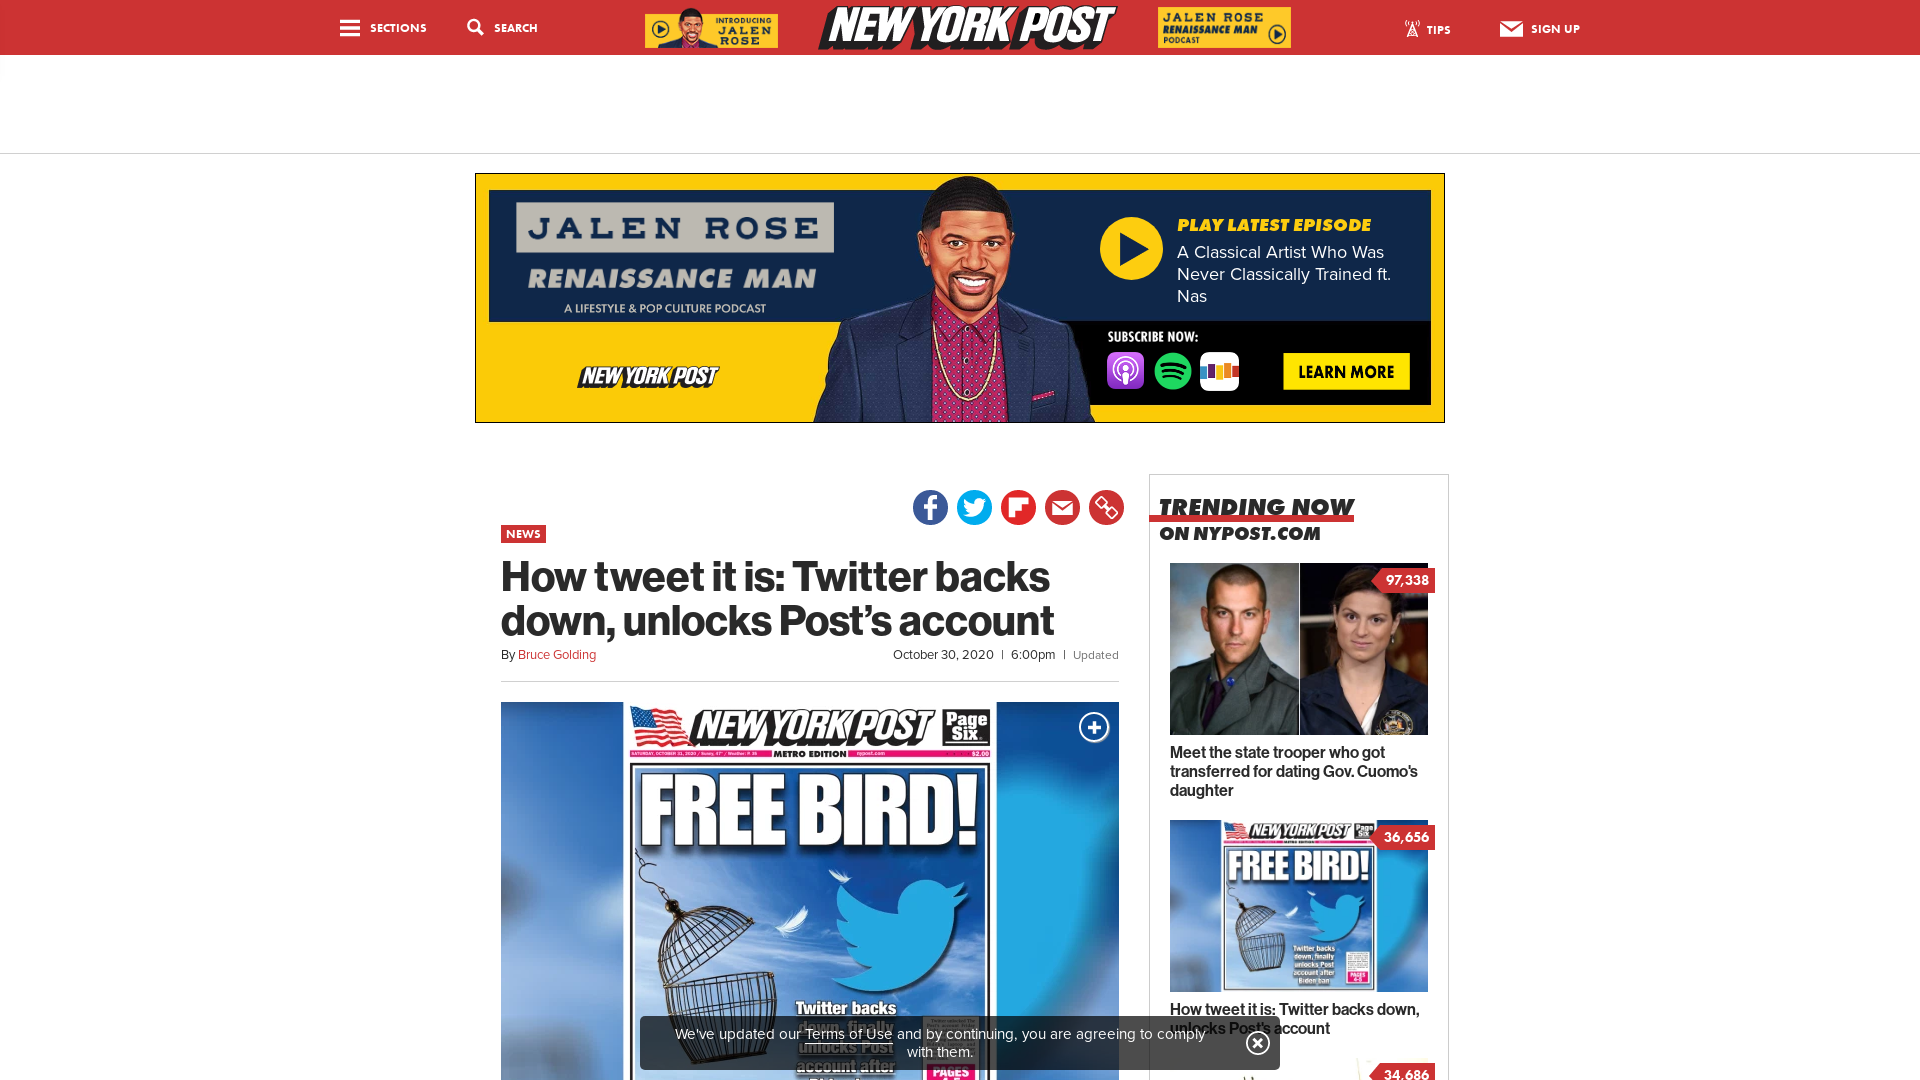 SECTIONS
SEARCH
INTRODUCING
JALEN
ROSE
NEW YORK POST
JALEN ROSE
RENAISSANCE MAN
PODCAST
TIPS
SIGN UP
JALEN ROSE
RENAISSANCE MAN
A LIFESTYLE & POP CULTURE PODCAST
NEW YORK POST
PLAY LATEST EPISODE
A Classical Artist Who Was
Never Classically Trained ft.
Nas
SUBSCRIBE NOW:
LEARN MORE
NEWS
How tweet it is: Twitter backs
down, unlocks Post’s account
By Bruce Golding
October 30, 2020 | 6:00pm | Updated
NEW YORK POST
Page
Six
METRO EDITION
nypost.com
$2.00
FREE BIRD!
Twitter backs
down, finally
unlocks Post
account after
PAGES
TRENDING NOW
ON NYPOST.COM
97,338
Meet the state trooper who got
transferred for dating Gov. Cuomo's
daughter
NEW YORK POST
36,656
FREE BIRD!
Twitter backs
down, finally
unlocks Post
account after
Biden ban
PAGES
How tweet it is: Twitter backs down,
unlocks Post's account
34,686
We've updated our Terms of Use and by continuing, you are agreeing to comply
with them.